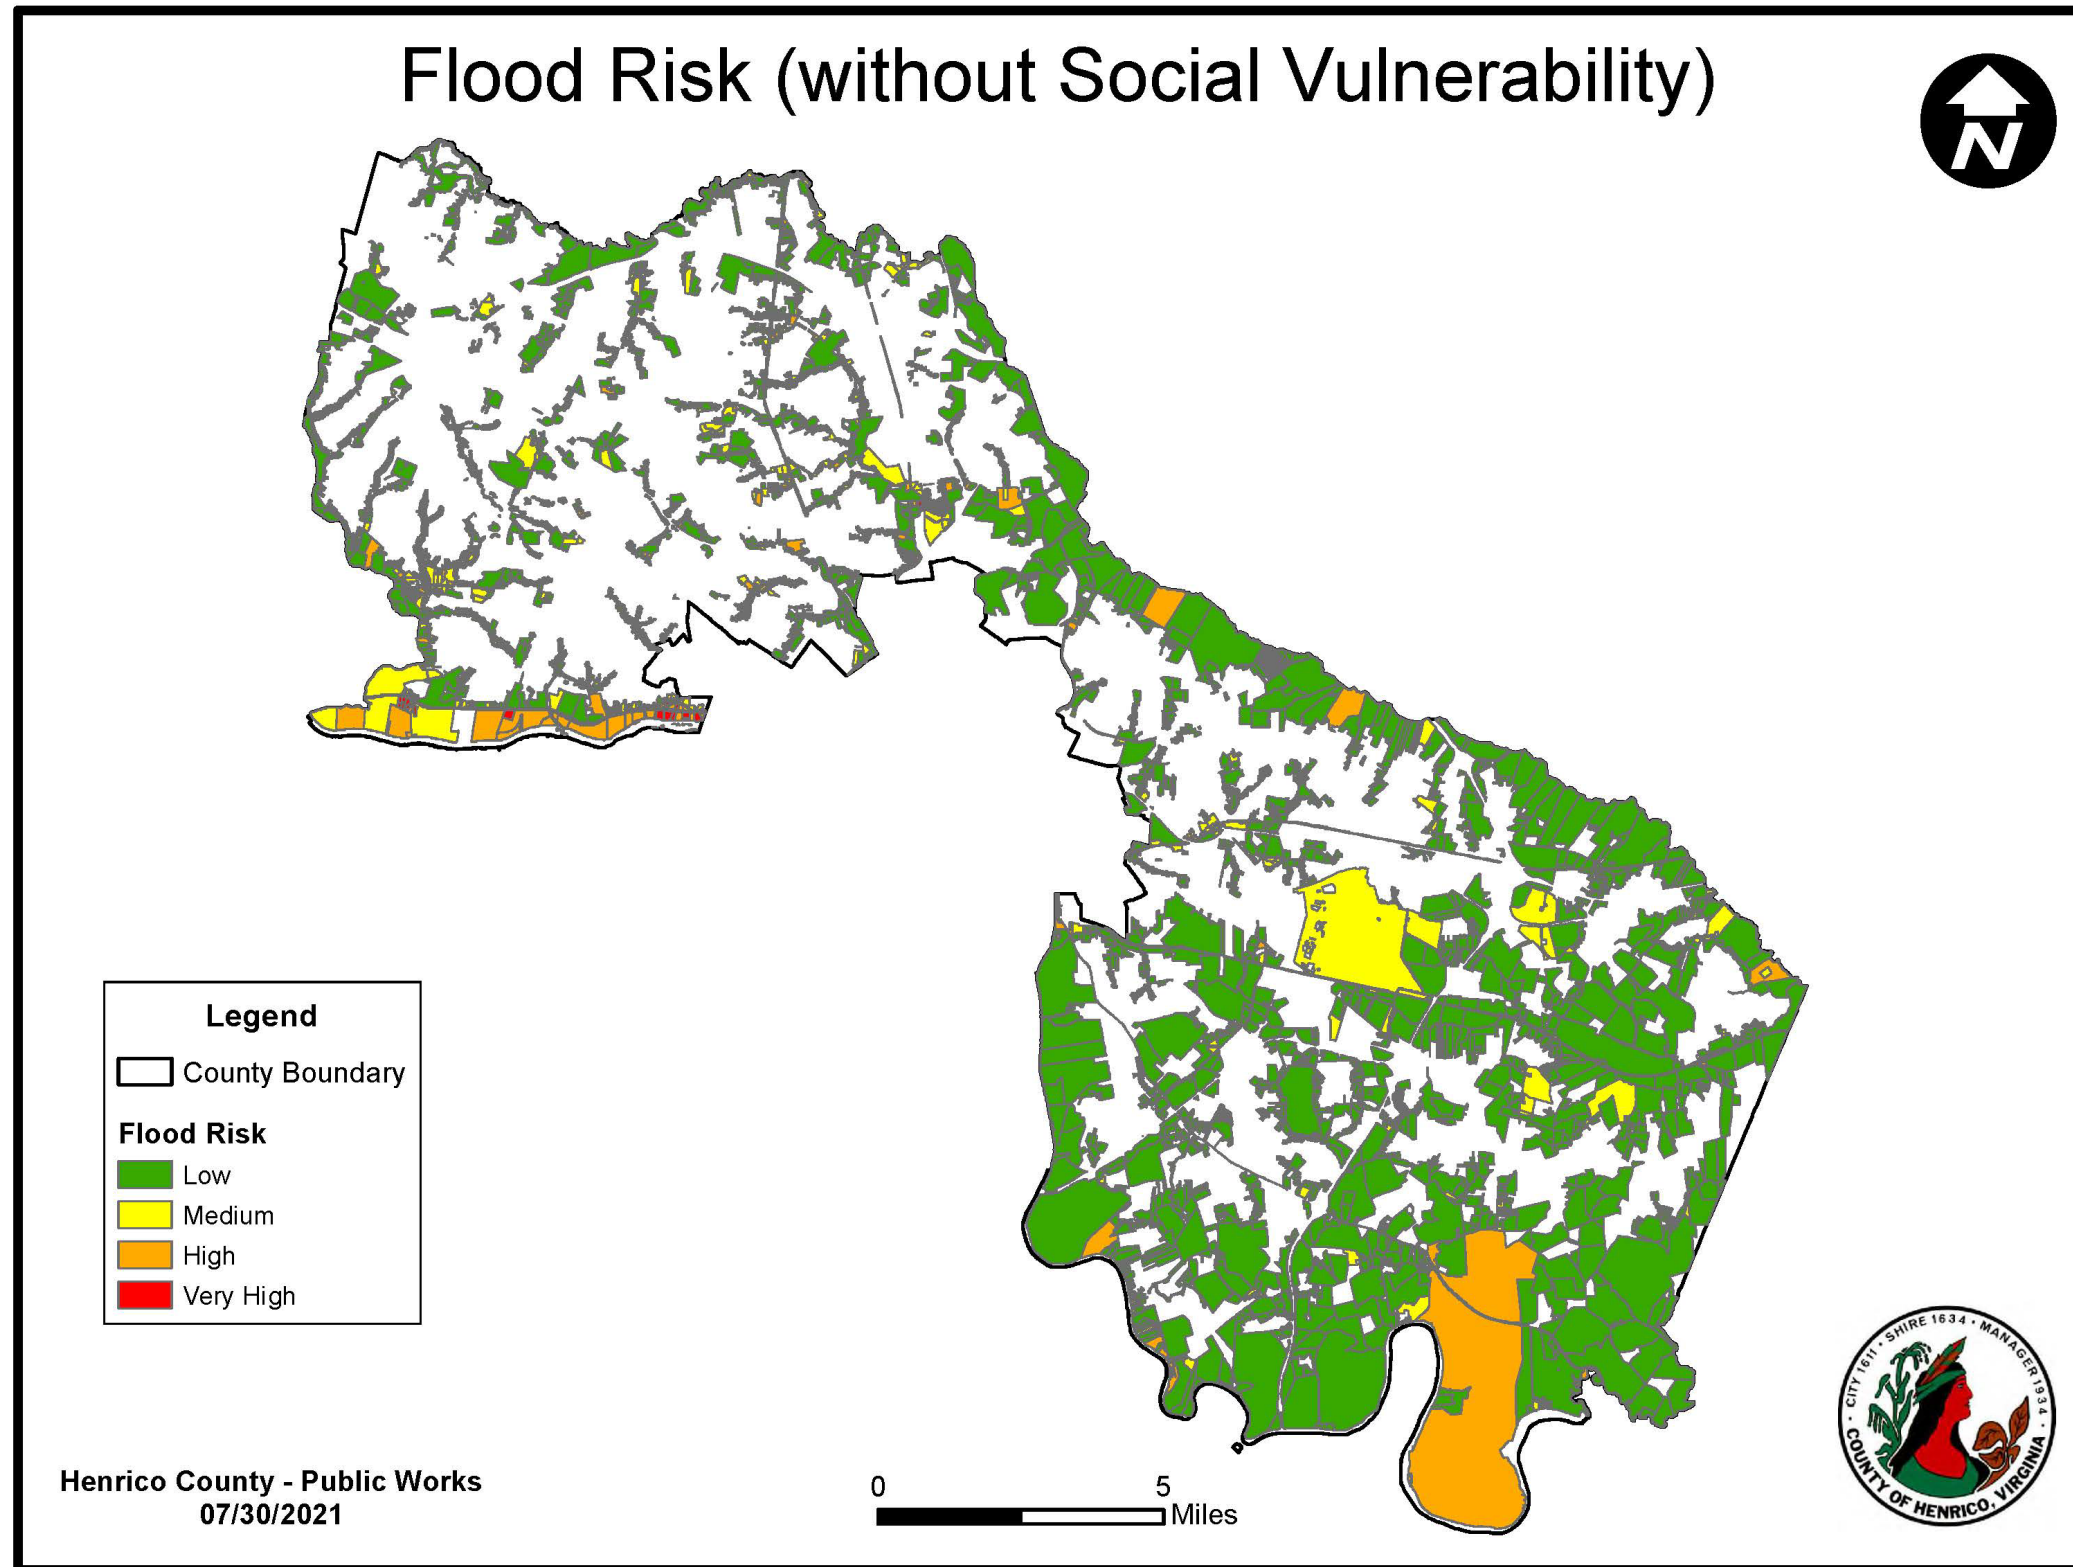 Flood Risk (without Social Vulnerability)
N
Legend
County Boundary
Flood Risk
Low
Medium
High
Very High
Henrico County - Public Works
07/30/2021
0 5
Miles
CITY 1611 · SHIRE 1634 · MANAGER 1934
COUNTY OF HENRICO, VIRGINIA